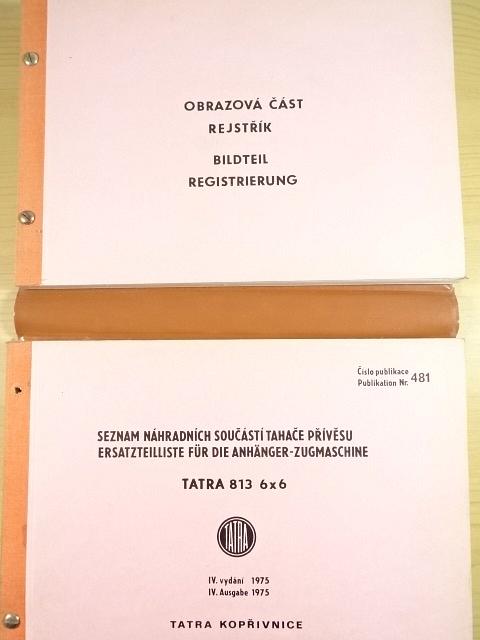 OBRAZOVÁ ČÁST
REJSTŘÍK
BILDTEIL
REGISTRIERUNG
Číslo publikace
Publikation Nr. 481
SEZNAM NÁHRADNÍCH SOUČÁSTÍ TAHAČE PŘÍVĚSU
ERSATZTEILLISTE FÜR DIE ANHÄNGER-ZUGMASCHINE
TATRA 813 6x6
TATRA
IV. vydání 1975
IV. Ausgabe 1975
TATRA KOPŘIVNICE